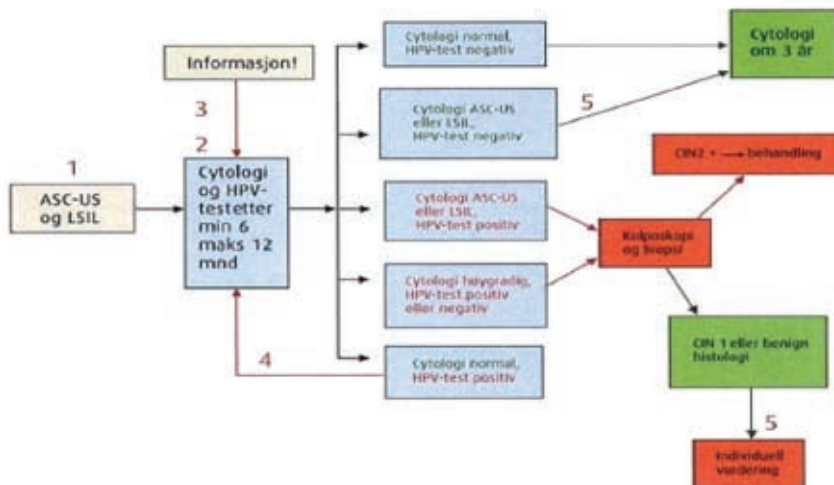 Informasjon!
3
2
1
ASC-US
og LSIL
Cytologi
og HPV-
testetter
min 6
maks 12
mnd
Cytologi normal,
HPV-test negativ
Cytologi ASC-US
eller LSIL,
HPV-test negativ
5
Cytologi
om 3 år
Cytologi ASC-US
eller LSIL,
HPV-test positiv
Cytologi høygradig,
HPV-test positiv
eller negativ
4
Cytologi normal,
HPV-test positiv
Kolposkopi
og biopsi
CIN2 + → behandling
CIN 1 eller benign
histologi
5
Individuell
vurdering